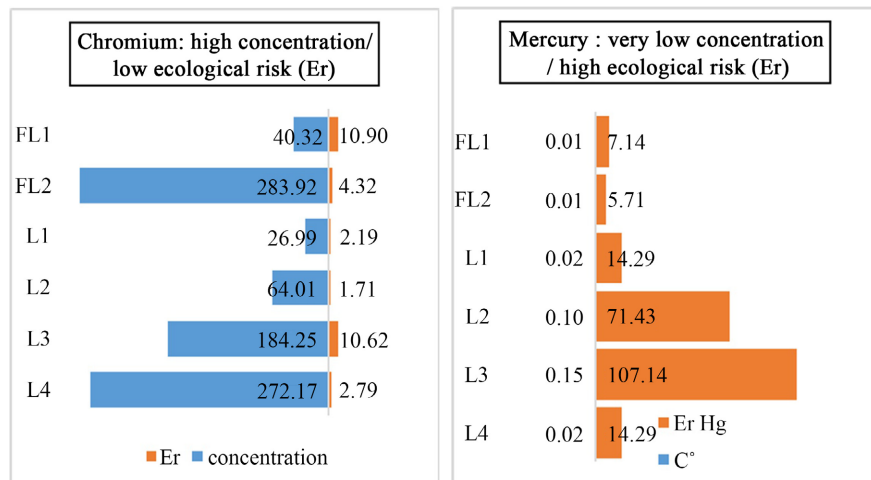 Chromium: high concentration/
low ecological risk (Er)
FL1 40.32 10.90
FL2 283.92 4.32
L1 26.99 2.19
L2 64.01 1.71
L3 184.25 10.62
L4 272.17 2.79
Er concentration
Mercury : very low concentration
/ high ecological risk (Er)
FL1 0.01 7.14
FL2 0.01 5.71
L1 0.02 14.29
L2 0.10 71.43
L3 0.15 107.14
L4 0.02 14.29
Er Hg
C°